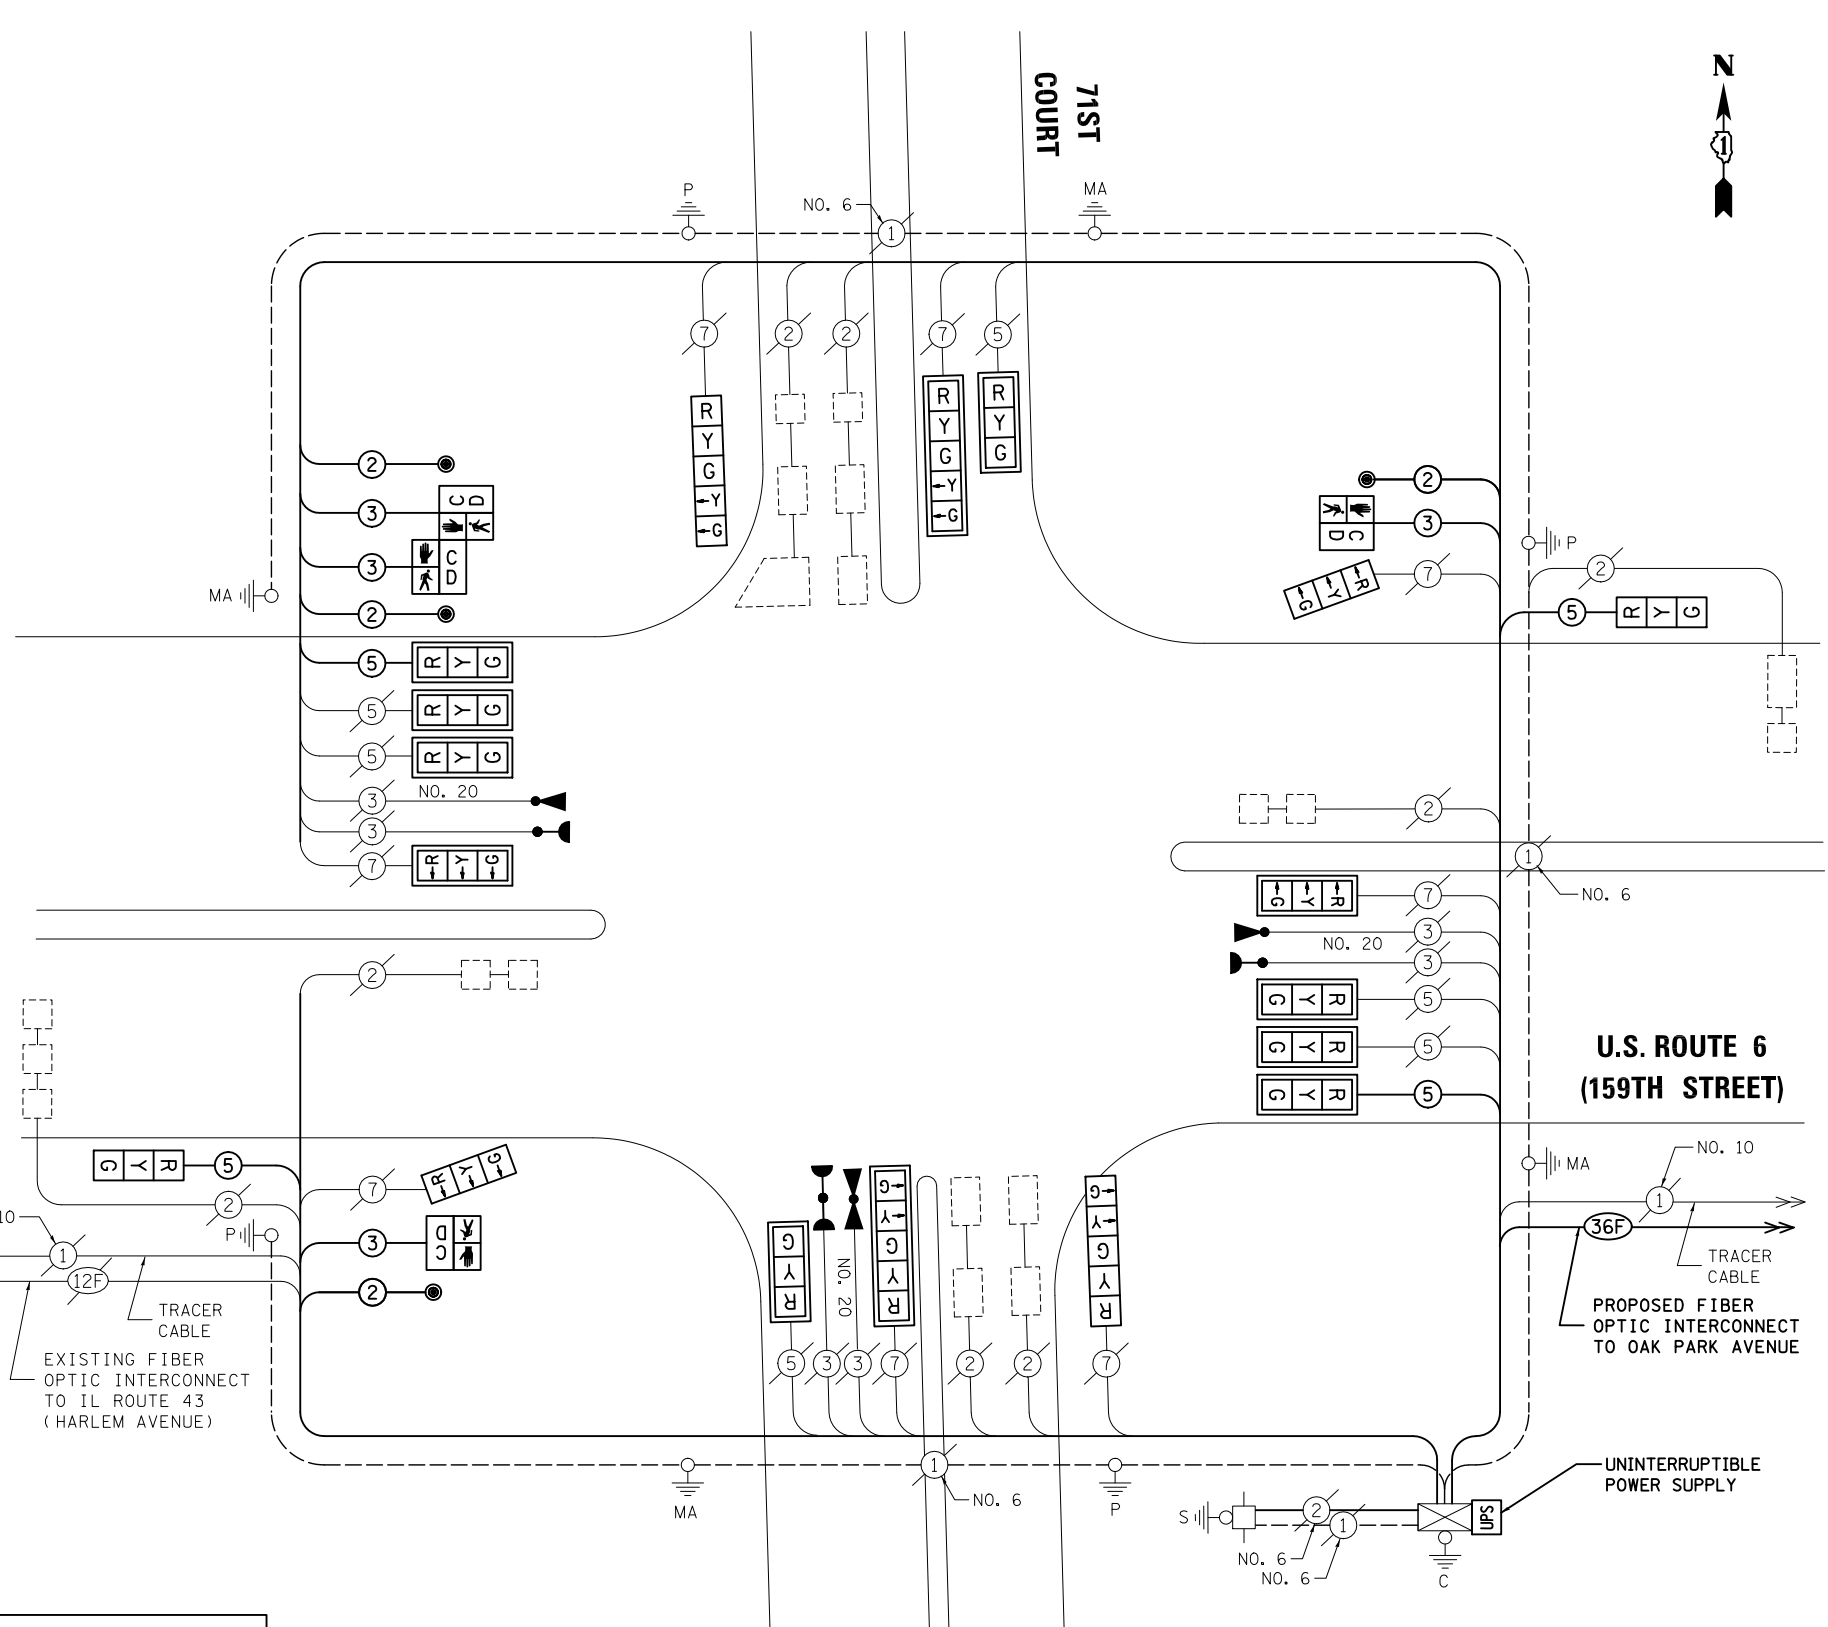 71ST
COURT
N
1
P
MA
NO. 6
1
7
2
2
7
5
R
Y
G
Y
G
R
Y
G
Y
G
R
Y
G
2
3
C
D
3
C
D
2
MA
5
R Y G
5
R Y G
5
R Y G
3
NO. 20
3
7
R Y G
2
3
C
D
7
G Y R
P
2
5
R Y G
2
1
NO. 6
G Y R
7
3
NO. 20
3
G Y R
5
G Y R
5
G Y R
5
U.S. ROUTE 6
(159TH STREET)
2
G Y R
5
2
7
R Y G
P
3
C
D
2
10
1
12F
TRACER
CABLE
EXISTING FIBER
OPTIC INTERCONNECT
TO IL ROUTE 43
(HARLEM AVENUE)
G
Y
R
NO. 20
G
Y
G
Y
R
G
Y
G
Y
R
5
3
3
7
2
2
7
MA
NO. 10
1
36F
TRACER
CABLE
PROPOSED FIBER
OPTIC INTERCONNECT
TO OAK PARK AVENUE
MA
1
NO. 6
P
UNINTERRUPTIBLE
POWER SUPPLY
UPS
S
2
1
NO. 6
NO. 6
C